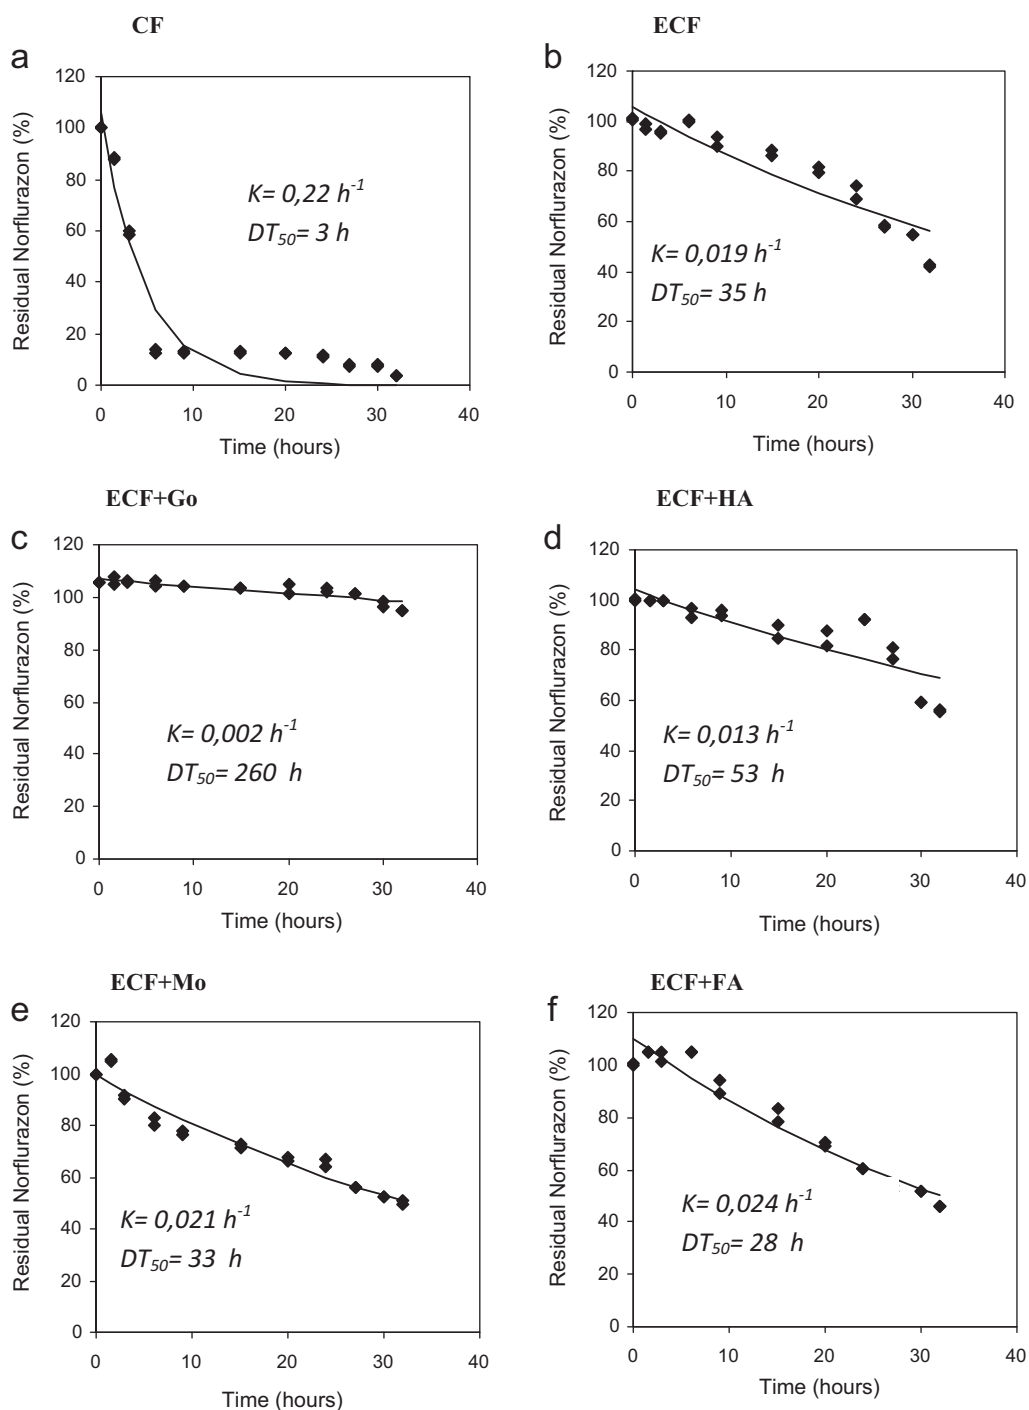 CF
a
120
100
80
60
40
20
0
Residual Norflurazon (%)
K= 0,22 h-1
DT50= 3 h
0 10 20 30 40
Time (hours)
ECF
b
120
100
80
60
40
20
0
Residual Norflurazon (%)
K= 0,019 h-1
DT50= 35 h
0 10 20 30 40
Time (hours)
ECF+Go
c
120
100
80
60
40
20
0
Residual Norflurazon (%)
K= 0,002 h-1
DT50= 260 h
0 10 20 30 40
Time (hours)
ECF+HA
d
120
100
80
60
40
20
0
Residual Norflurazon (%)
K= 0,013 h-1
DT50= 53 h
0 10 20 30 40
Time (hours)
ECF+Mo
e
120
100
80
60
40
20
0
Residual Norflurazon (%)
K= 0,021 h-1
DT50= 33 h
0 10 20 30 40
Time (hours)
ECF+FA
f
120
100
80
60
40
20
0
Residual Norflurazon (%)
K= 0,024 h-1
DT50= 28 h
0 10 20 30 40
Time (hours)